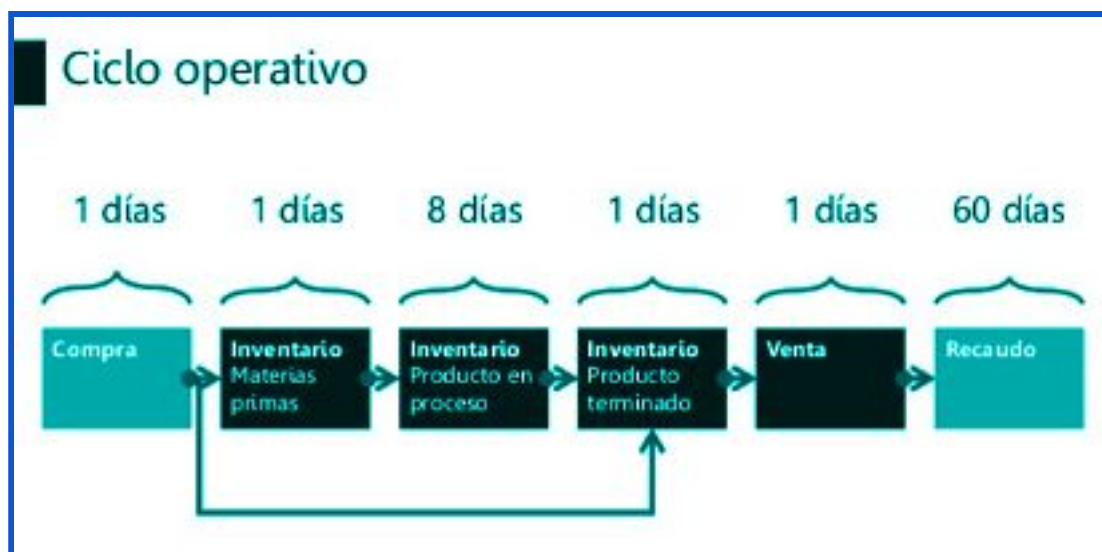 Ciclo operativo
1 días
1 días
8 días
1 días
1 días
60 días
Compra
Inventario
Materias
primas
Inventario
Producto en
proceso
Inventario
Producto
terminado
Venta
Recaudo